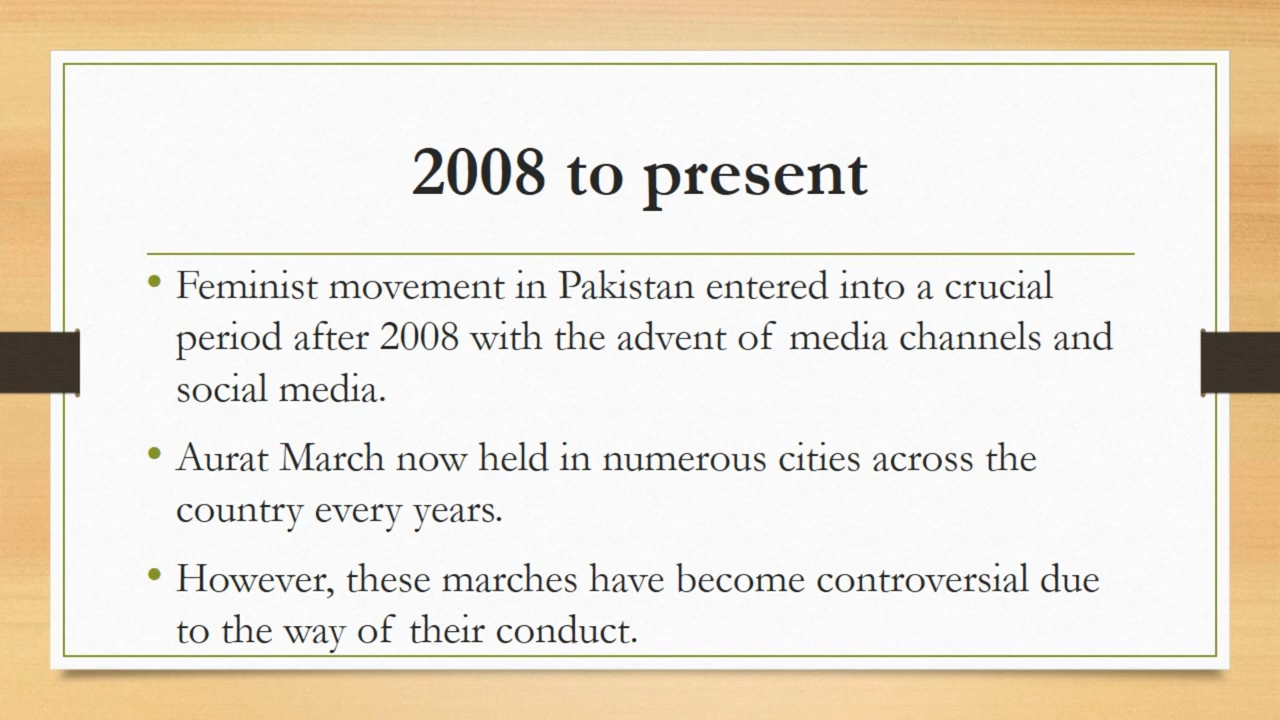 2008 to present
• Feminist movement in Pakistan entered into a crucial
period after 2008 with the advent of media channels and
social media.
• Aurat March now held in numerous cities across the
country every years.
• However, these marches have become controversial due
to the way of their conduct.